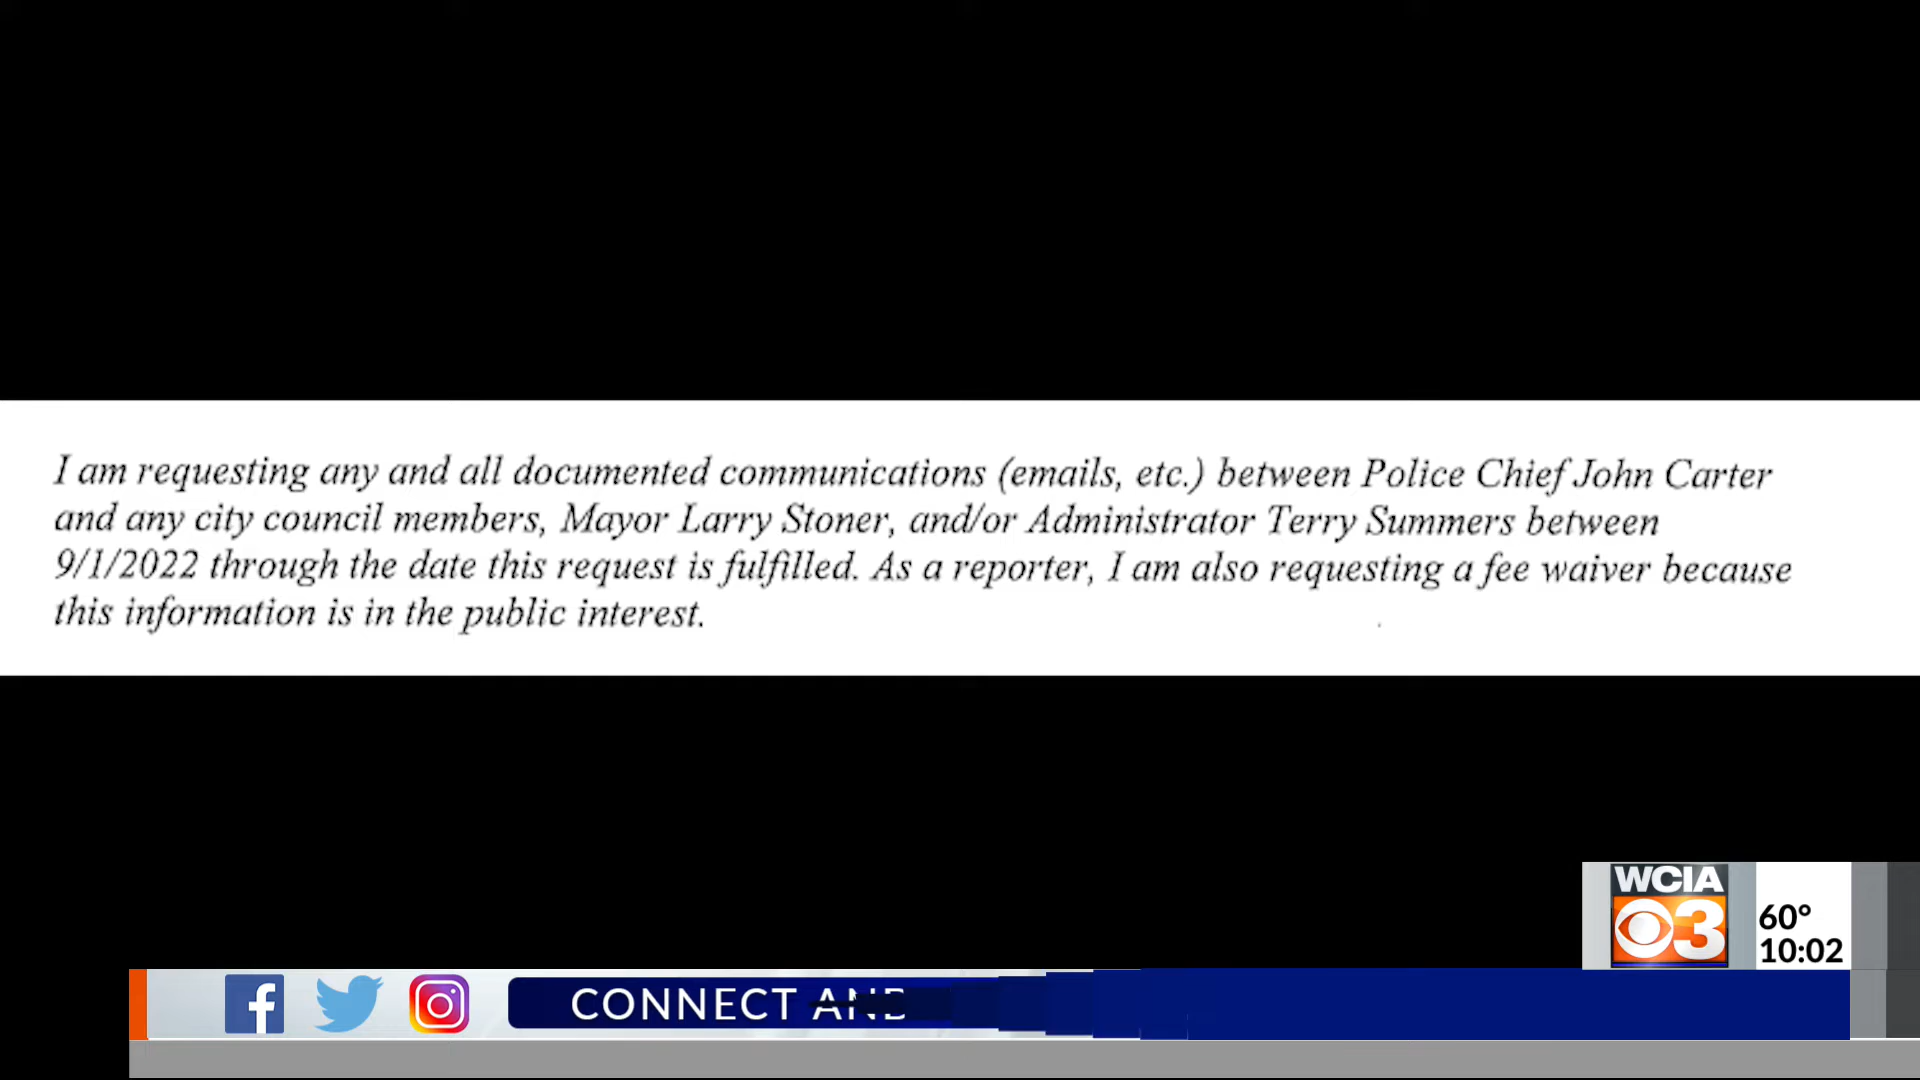 I am requesting any and all documented communications (emails, etc.) between Police Chief John Carter
and any city council members, Mayor Larry Stoner, and/or Administrator Terry Summers between
9/1/2022 through the date this request is fulfilled. As a reporter, I am also requesting a fee waiver because
this information is in the public interest.
WCIA
3
60°
10:02
CONNECT